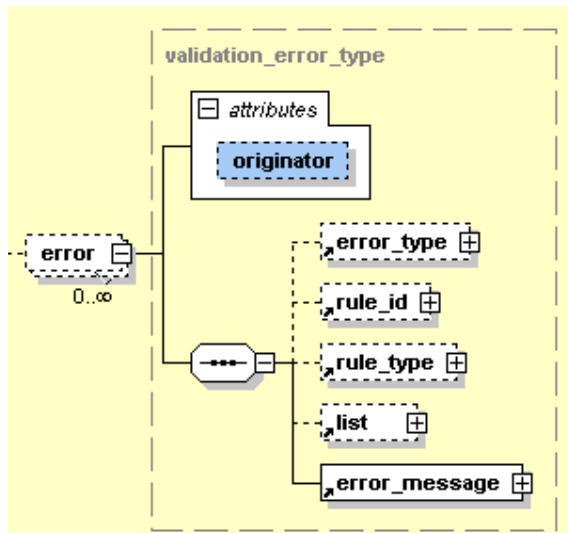 validation_error_type
attributes
originator
error
0..∞
error_type
rule_id
rule_type
list
error_message